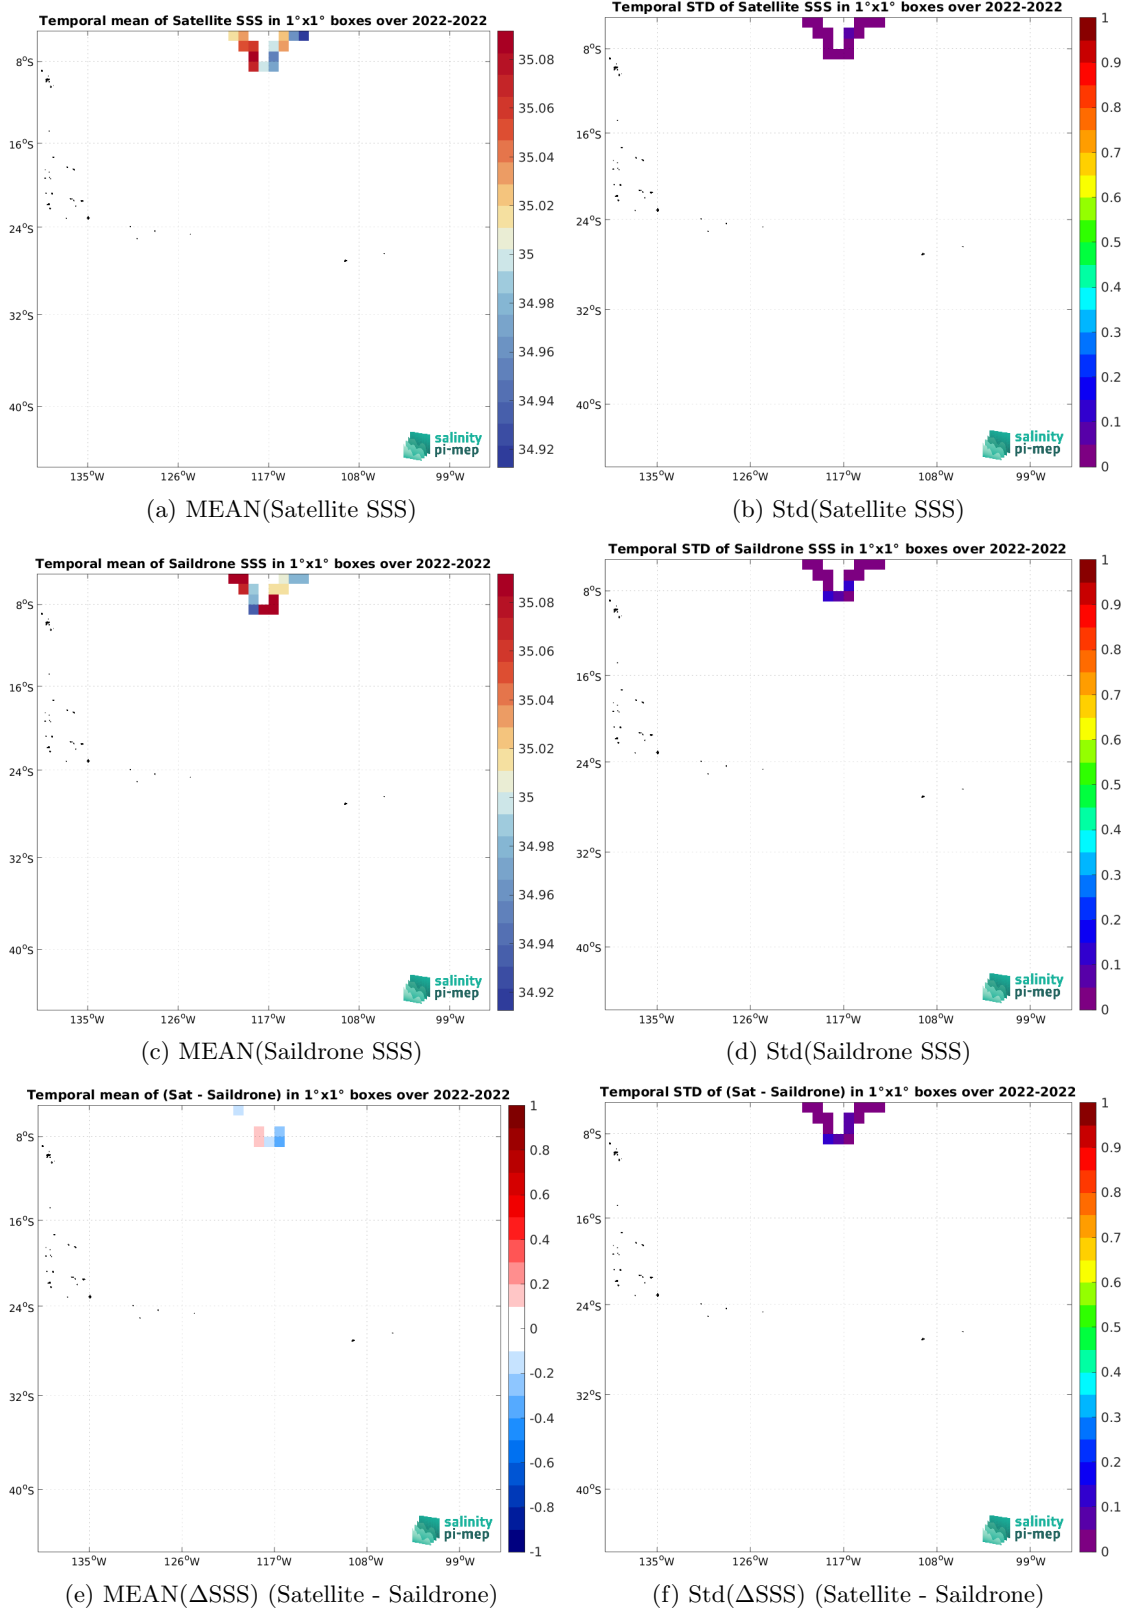 Temporal mean of Satellite SSS in 1°x1° boxes over 2022-2022
35.08
35.06
35.04
35.02
35
34.98
34.96
34.94
34.92
8°S
16°S
24°S
32°S
40°S
135°W 126°W 117°W 108°W 99°W
salinity
pi-mep
(a) MEAN(Satellite SSS)
Temporal STD of Satellite SSS in 1°x1° boxes over 2022-2022
1
0.9
0.8
0.7
0.6
0.5
0.4
0.3
0.2
0.1
0
8°S
16°S
24°S
32°S
40°S
135°W 126°W 117°W 108°W 99°W
salinity
pi-mep
(b) Std(Satellite SSS)
Temporal mean of Saildrone SSS in 1°x1° boxes over 2022-2022
35.08
35.06
35.04
35.02
35
34.98
34.96
34.94
34.92
8°S
16°S
24°S
32°S
40°S
135°W 126°W 117°W 108°W 99°W
salinity
pi-mep
(c) MEAN(Saildrone SSS)
Temporal STD of Saildrone SSS in 1°x1° boxes over 2022-2022
1
0.9
0.8
0.7
0.6
0.5
0.4
0.3
0.2
0.1
0
8°S
16°S
24°S
32°S
40°S
135°W 126°W 117°W 108°W 99°W
salinity
pi-mep
(d) Std(Saildrone SSS)
Temporal mean of (Sat - Saildrone) in 1°x1° boxes over 2022-2022
1
0.8
0.6
0.4
0.2
0
-0.2
-0.4
-0.6
-0.8
-1
8°S
16°S
24°S
32°S
40°S
135°W 126°W 117°W 108°W 99°W
salinity
pi-mep
(e) MEAN(ΔSSS) (Satellite - Saildrone)
Temporal STD of (Sat - Saildrone) in 1°x1° boxes over 2022-2022
1
0.9
0.8
0.7
0.6
0.5
0.4
0.3
0.2
0.1
0
8°S
16°S
24°S
32°S
40°S
135°W 126°W 117°W 108°W 99°W
salinity
pi-mep
(f) Std(ΔSSS) (Satellite - Saildrone)